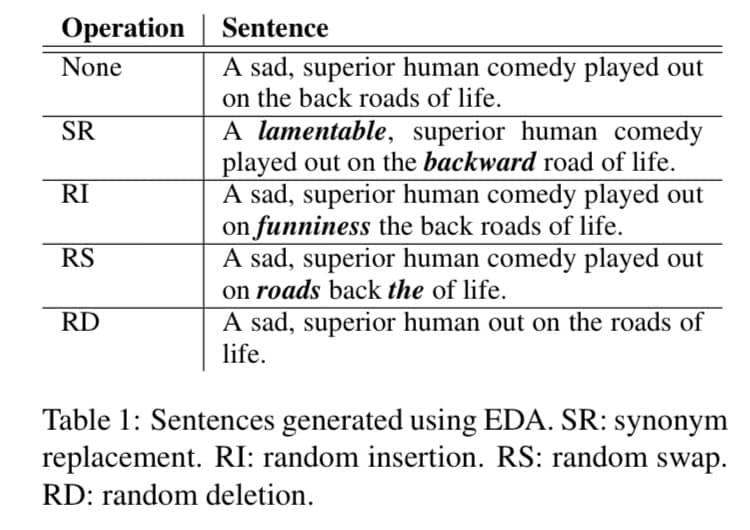 Operation Sentence
None A sad, superior human comedy played out
on the back roads of life.
SR A lamentable, superior human comedy
played out on the backward road of life.
RI A sad, superior human comedy played out
on funniness the back roads of life.
RS A sad, superior human comedy played out
on roads back the of life.
RD A sad, superior human out on the roads of
life.
Table 1: Sentences generated using EDA. SR: synonym
replacement. RI: random insertion. RS: random swap.
RD: random deletion.